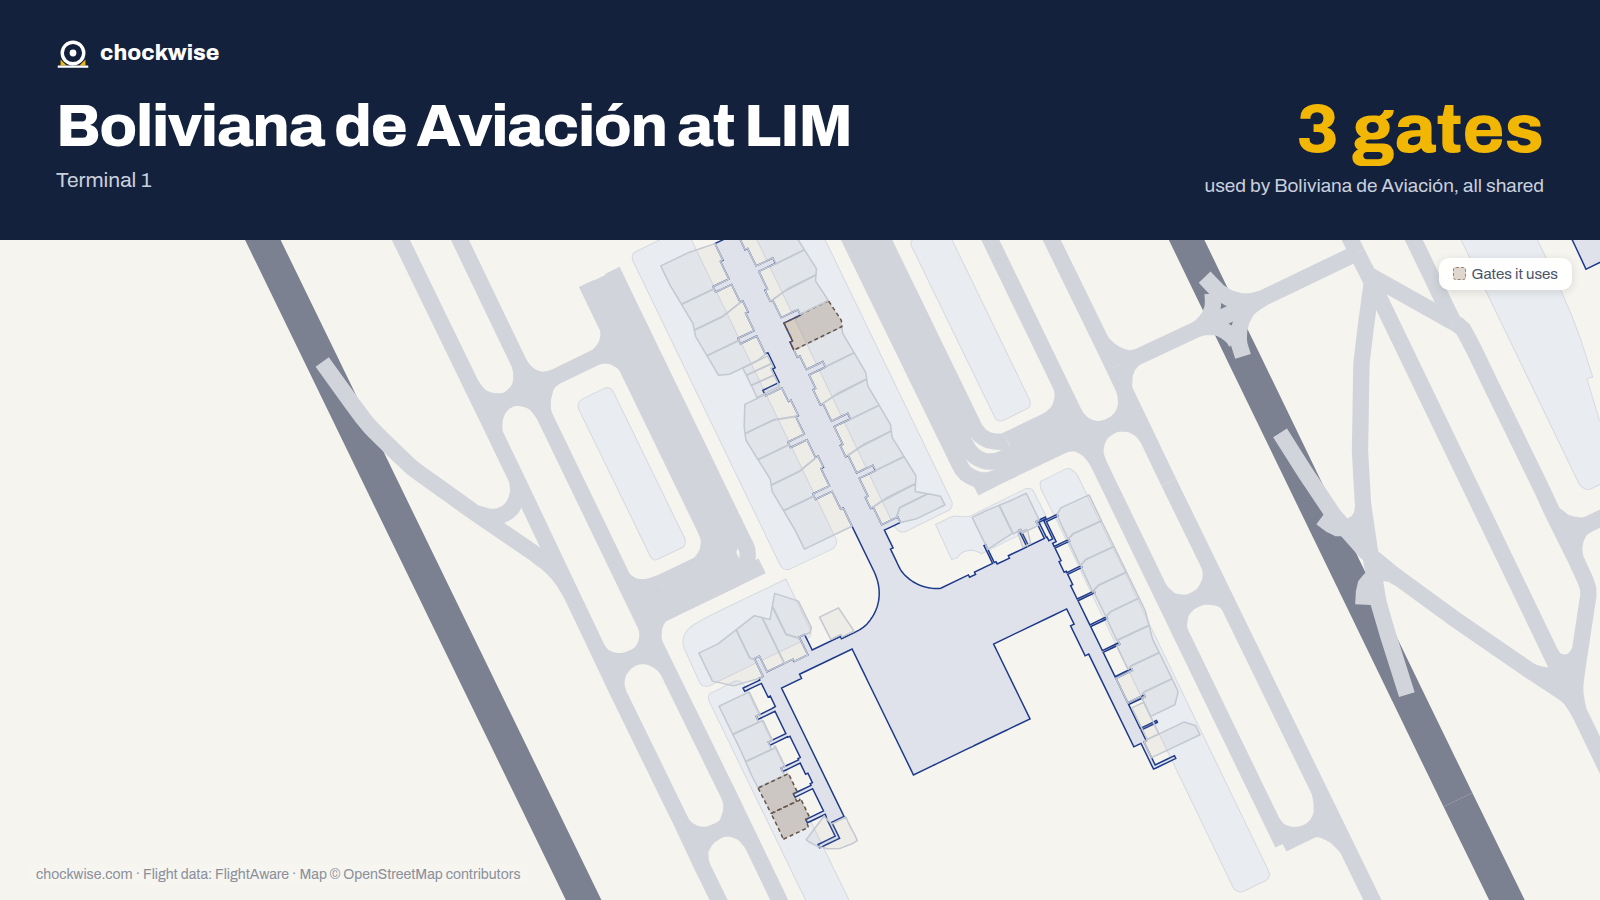 chockwise
Boliviana de Aviación at LIM
Terminal 1
3 gates
used by Boliviana de Aviación, all shared
Gates it uses
chockwise.com · Flight data: FlightAware · Map © OpenStreetMap contributors